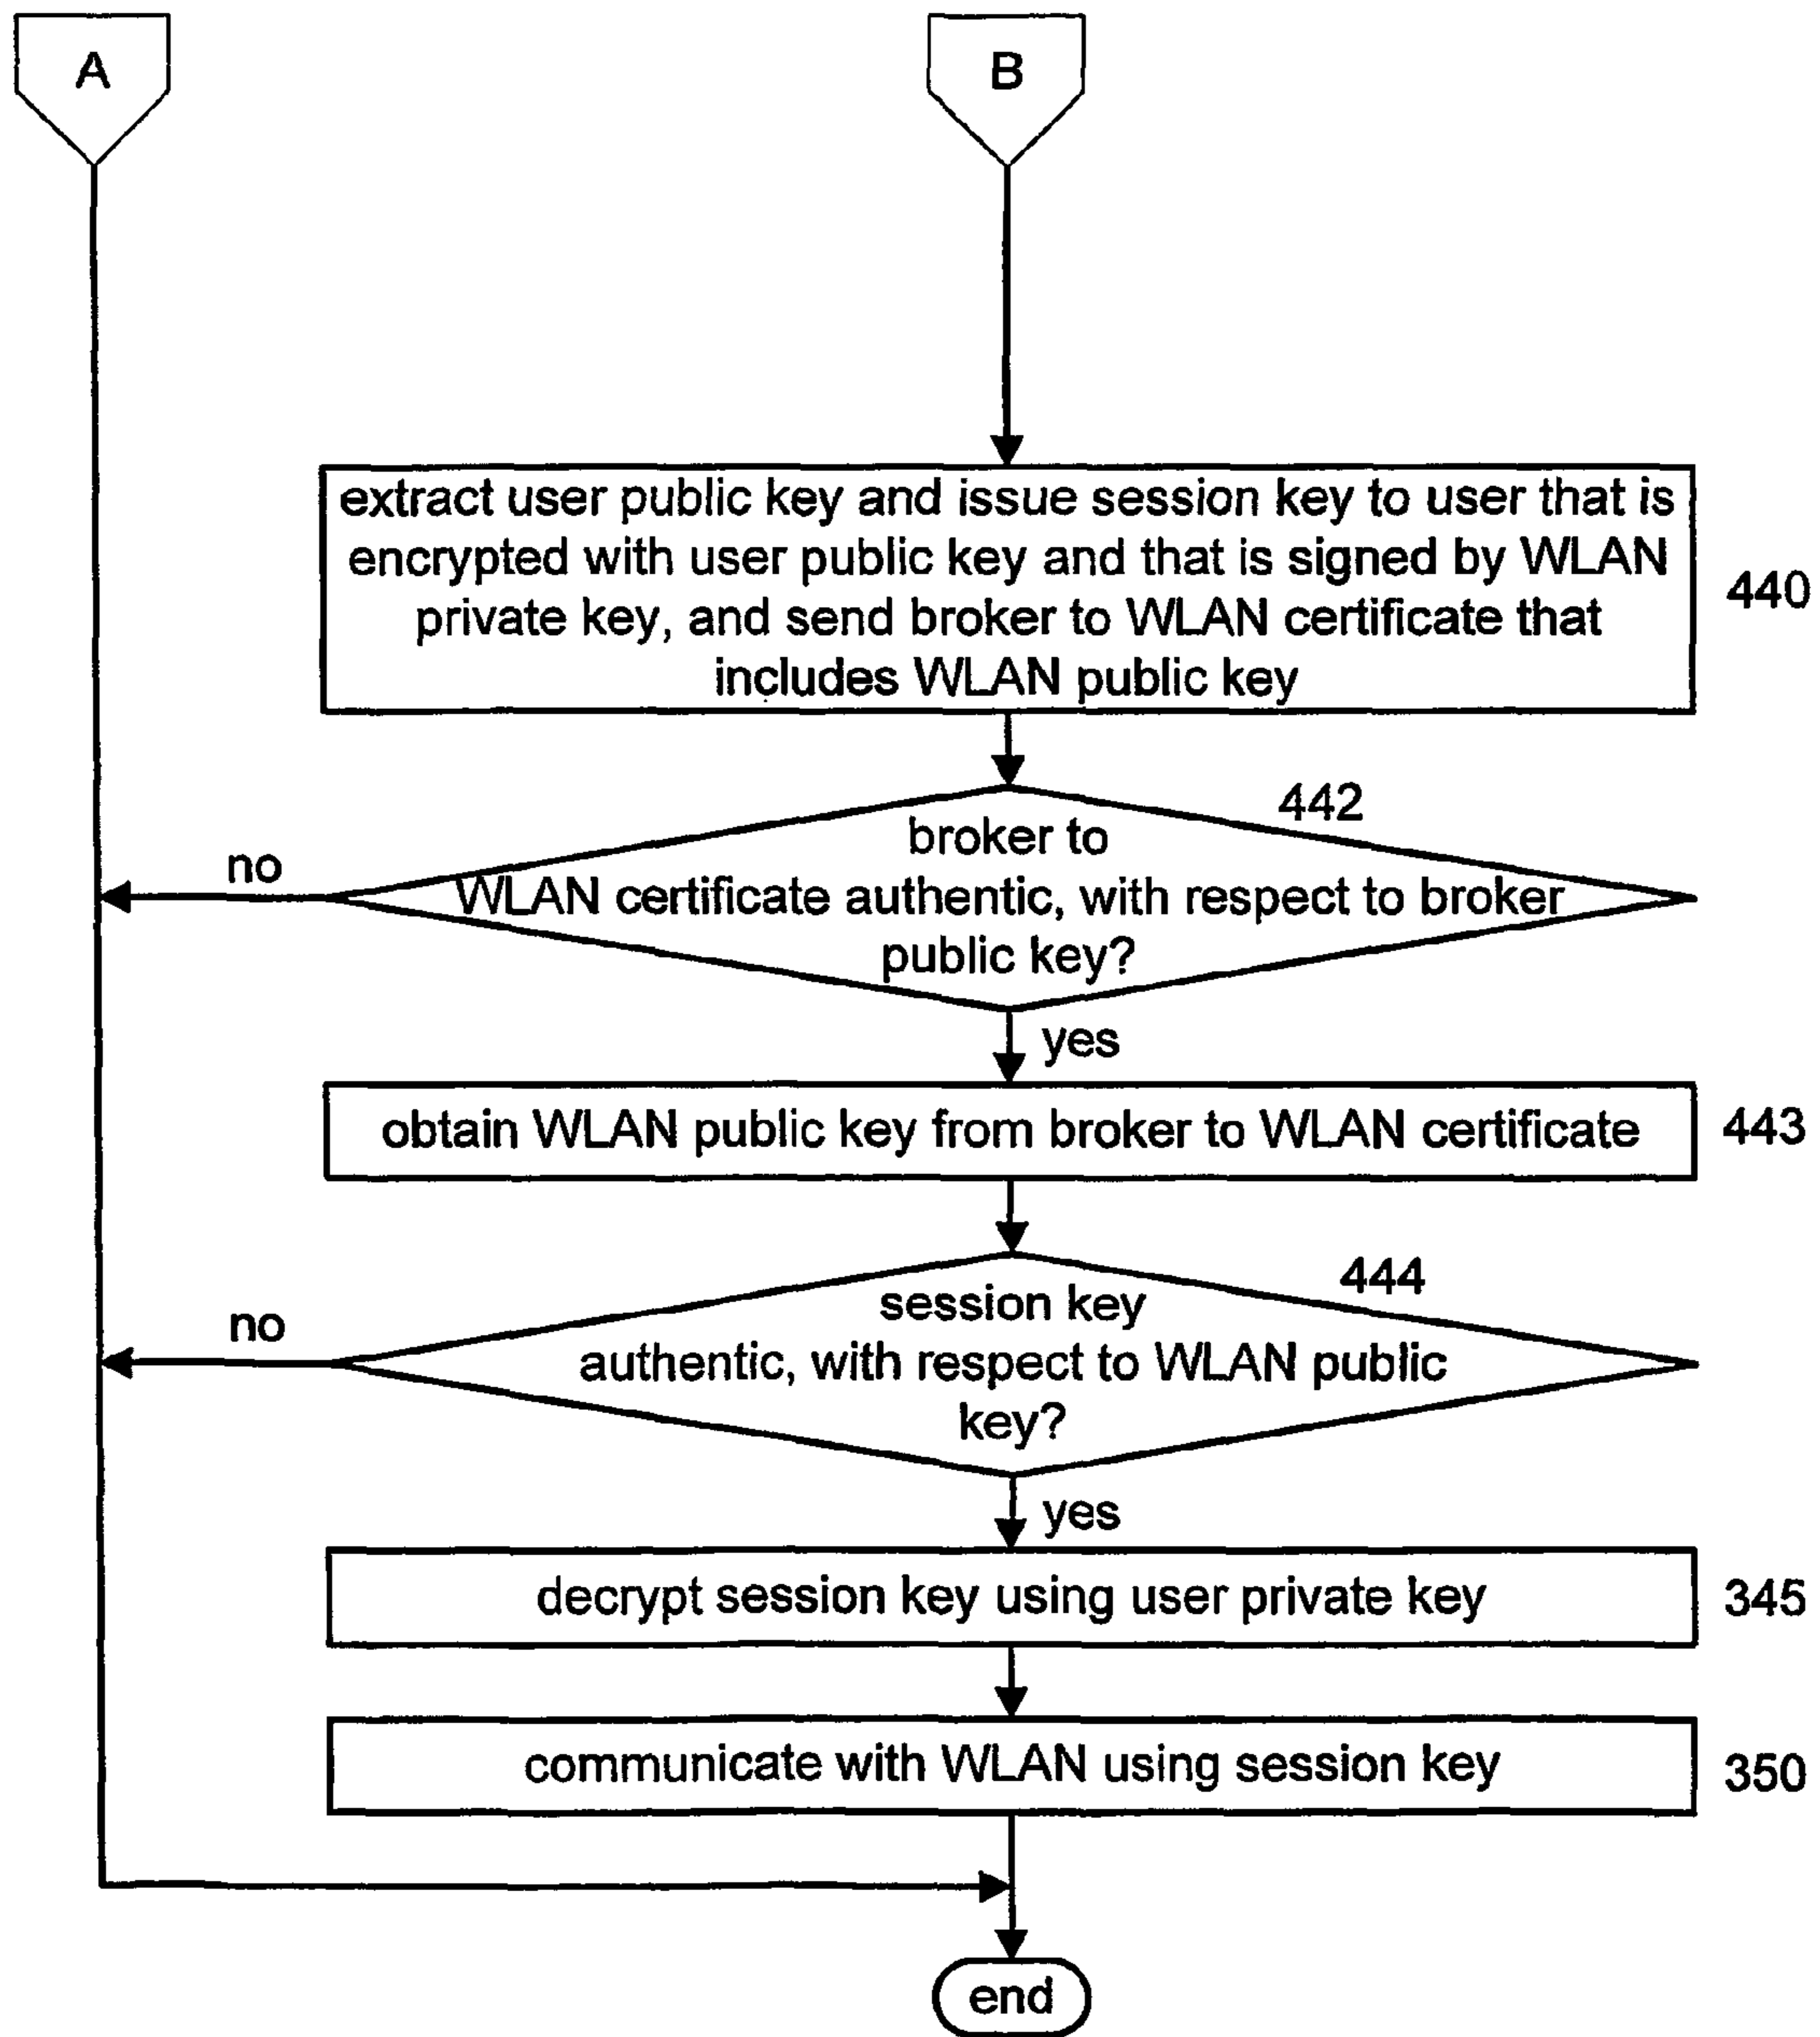 A
B
extract user public key and issue session key to user that is
encrypted with user public key and that is signed by WLAN
private key, and send broker to WLAN certificate that
includes WLAN public key
440
442
broker to
WLAN certificate authentic, with respect to broker
public key?
no
yes
obtain WLAN public key from broker to WLAN certificate
443
444
session key
authentic, with respect to WLAN public
key?
no
yes
decrypt session key using user private key
345
communicate with WLAN using session key
350
end